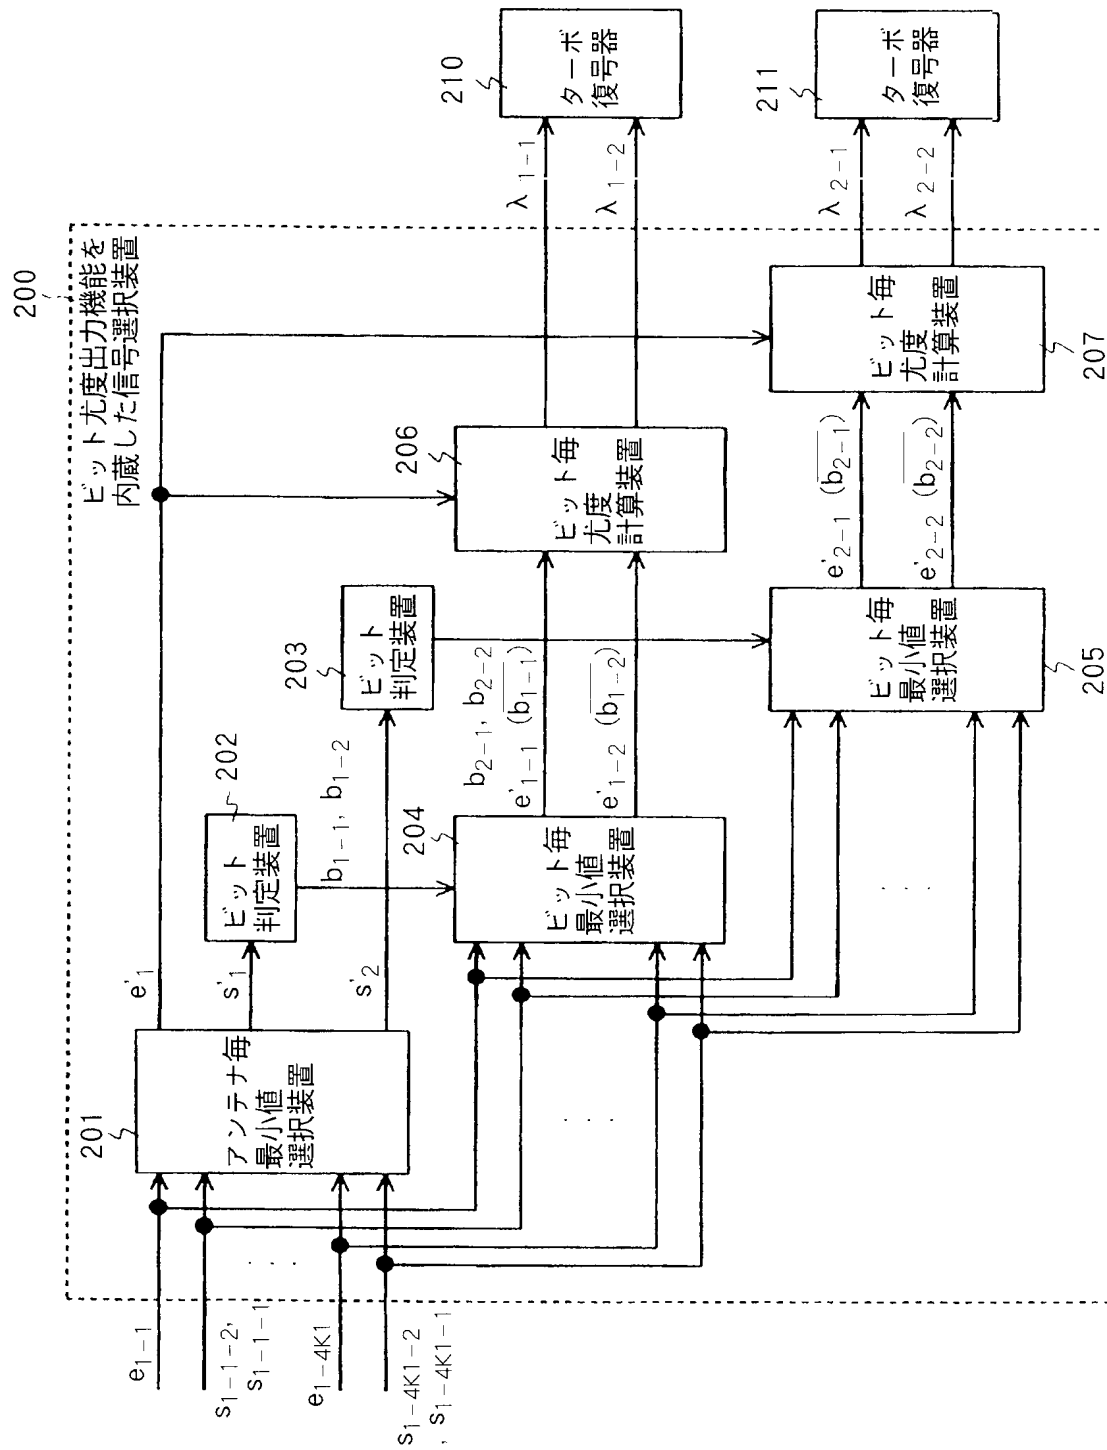 200
ビット尤度出力機能を
内蔵した信号選択装置
e₁₋₁
s₁₋₁₋₂,
s₁₋₁₋₁
e₁₋₄K1
s₁₋₄K1₋₂
, s₁₋₄K1₋₁
201
アンテナ毎
最小値
選択装置
e'₁
s'₁
s'₂
202
ビット
判定装置
b₁₋₁, b₁₋₂
203
ビット
判定装置
b₂₋₁, b₂₋₂
204
ビット毎
最小値
選択装置
e'₁₋₁ (b̅₁₋₁)
e'₁₋₂ (b̅₁₋₂)
206
ビット毎
尤度
計算装置
λ₁₋₁
λ₁₋₂
210
ターボ
復号器
205
ビット毎
最小値
選択装置
e'₂₋₁ (b̅₂₋₁)
e'₂₋₂ (b̅₂₋₂)
207
ビット毎
尤度
計算装置
λ₂₋₁
λ₂₋₂
211
ターボ
復号器